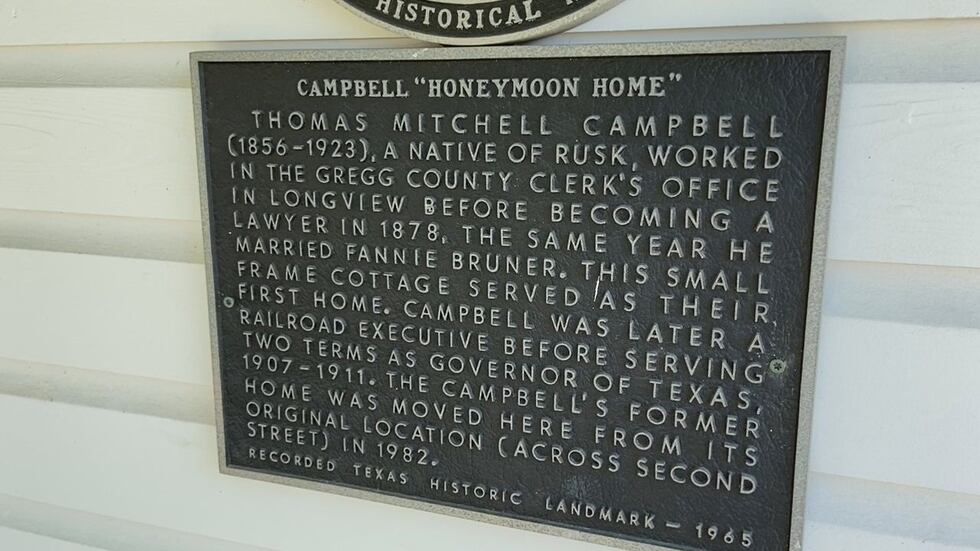 HISTORICAL
CAMPBELL "HONEYMOON HOME"
THOMAS MITCHELL CAMPBELL
(1856-1923), A NATIVE OF RUSK, WORKED
IN THE GREGG COUNTY CLERK'S OFFICE
IN LONGVIEW BEFORE BECOMING A
LAWYER IN 1878, THE SAME YEAR HE
MARRIED FANNIE BRUNER. THIS SMALL
FRAME COTTAGE SERVED AS THEIR
FIRST HOME. CAMPBELL WAS LATER A
RAILROAD EXECUTIVE BEFORE SERVING
TWO TERMS AS GOVERNOR OF TEXAS,
1907-1911. THE CAMPBELL'S FORMER
HOME WAS MOVED HERE FROM ITS
ORIGINAL LOCATION (ACROSS SECOND
STREET) IN 1982.
RECORDED TEXAS HISTORIC LANDMARK - 1965